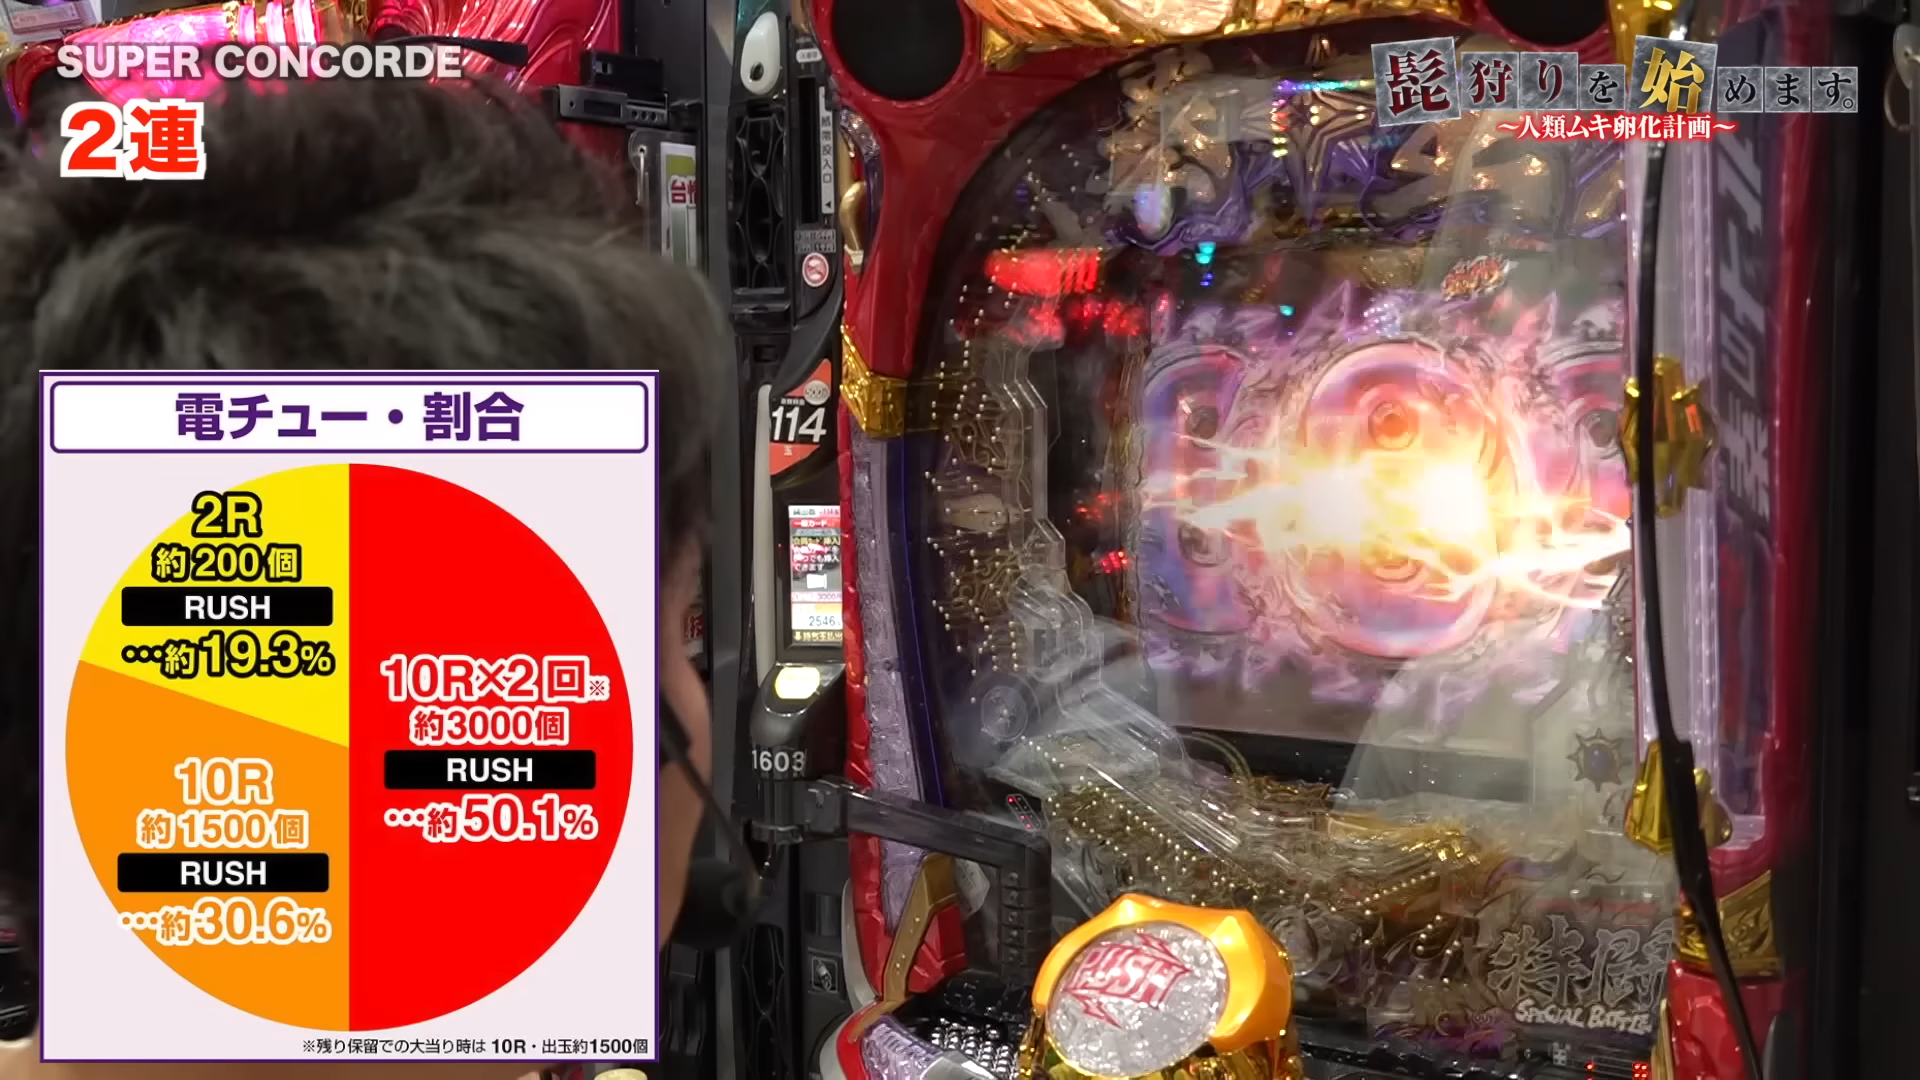 SUPER CONCORDE
2連
髭狩りを始めます。
～人類ムキ卵化計画～
電チュー・割合
2R
約200個
RUSH
…約19.3%
10R×2回※
約3000個
RUSH
…約50.1%
10R
約1500個
RUSH
…約30.6%
※残り保留での大当り時は 10R・出玉約1500個
114
玉
2546
1603
PUSH
特闘
SPECIAL BATTLE